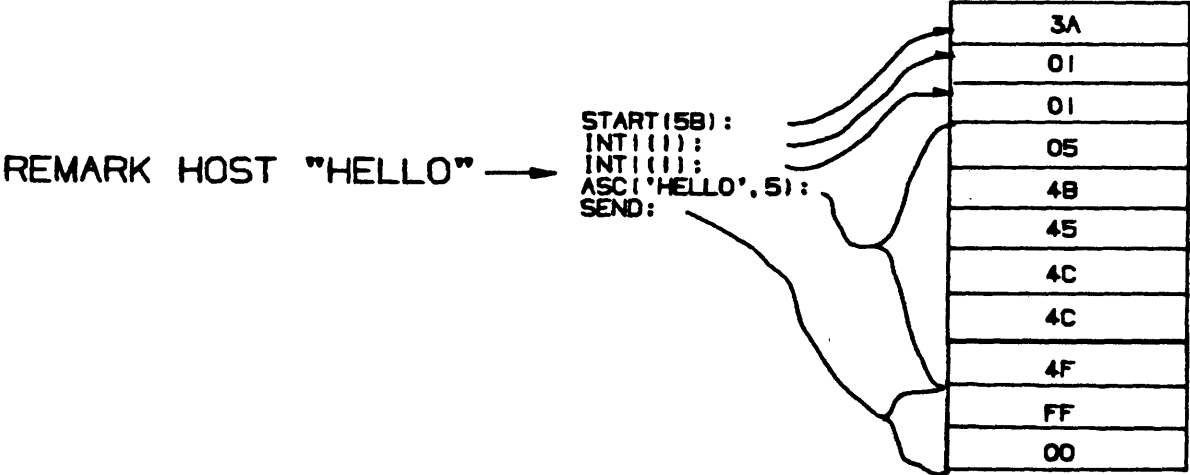 REMARK HOST "HELLO"
START(58):
INT1(1):
INT1(1):
ASC('HELLO',5):
SEND:
3A
01
01
05
48
45
4C
4C
4F
FF
00